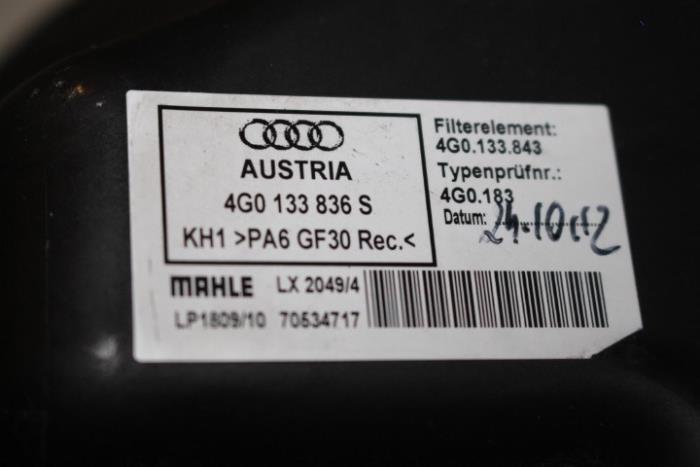 AUSTRIA
4G0 133 836 S
KH1 >PA6 GF30 Rec.<
Filterelement:
4G0.133.843
Typenprüfnr.:
4G0.183
Datum: 24.10.12
MAHLE LX 2049/4
LP1809/10 70534717